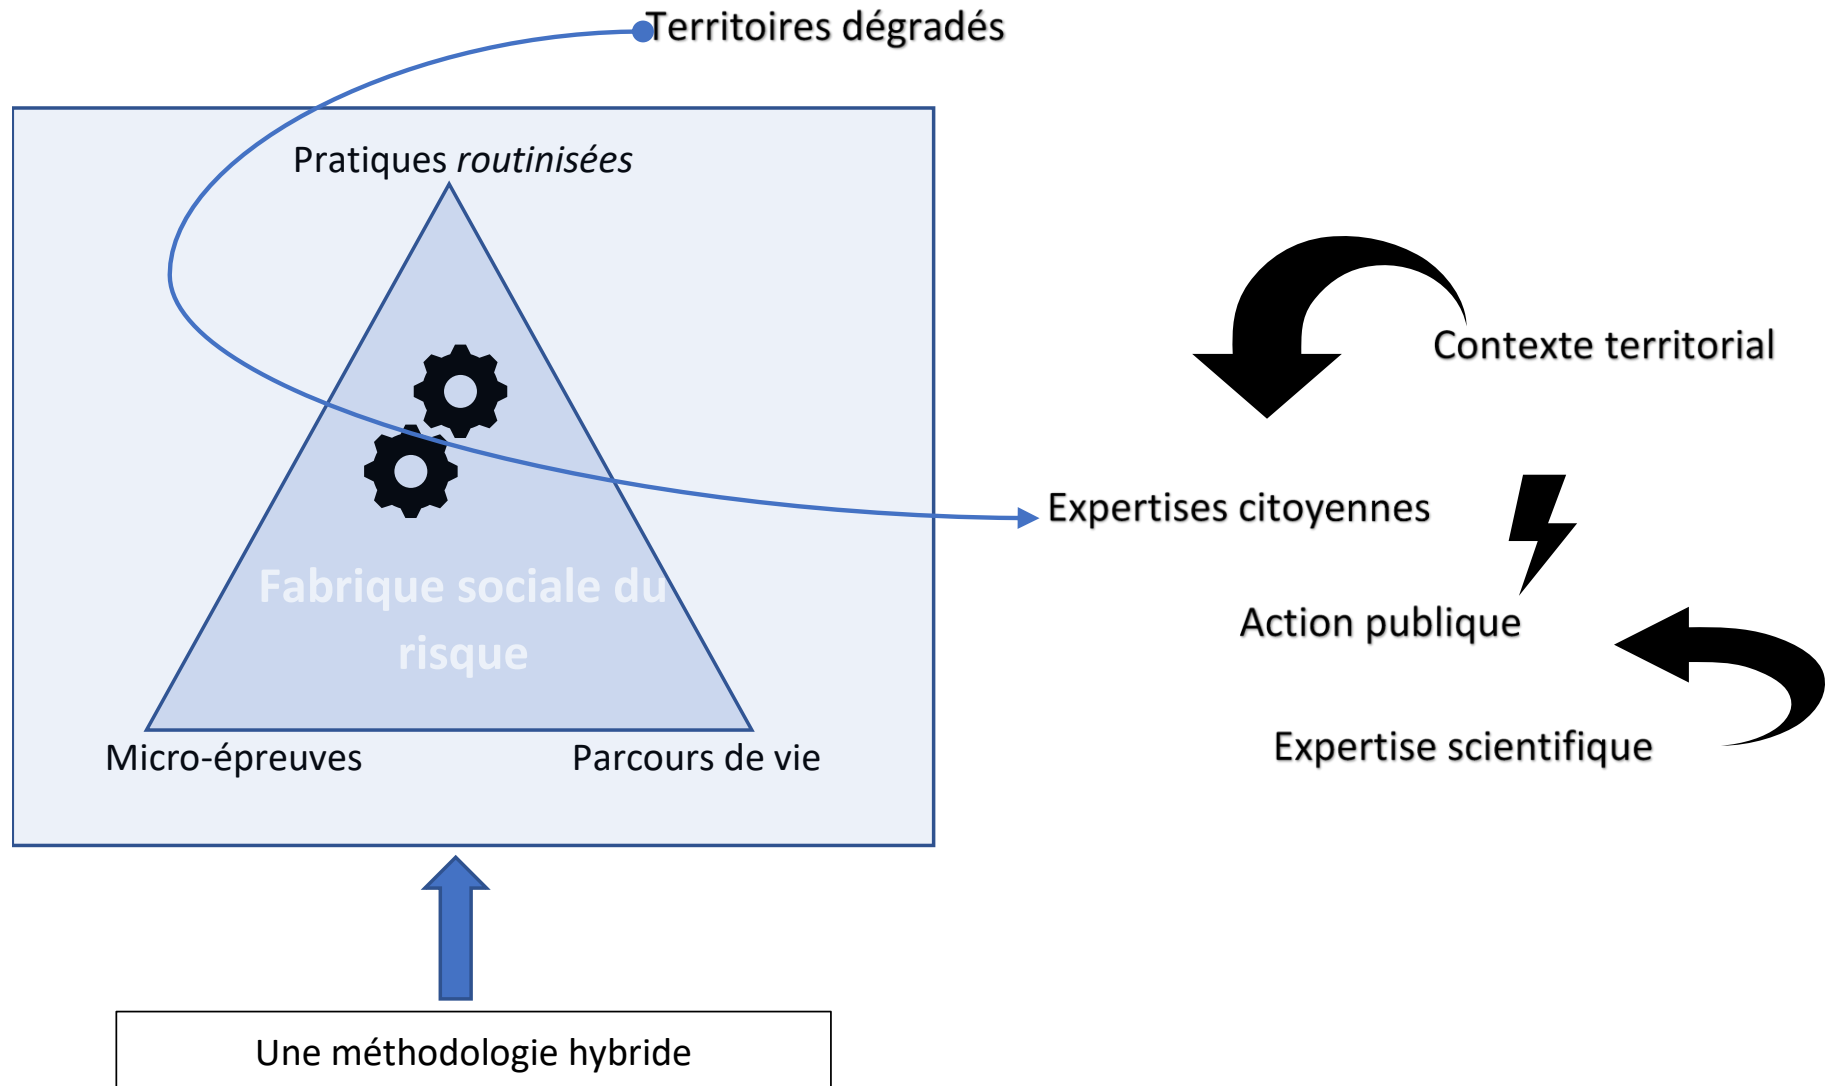 Territoires dégradés
Pratiques routinisées
Contexte territorial
Expertises citoyennes
Fabrique sociale du
risque
Action publique
Micro-épreuves
Parcours de vie
Expertise scientifique
Une méthodologie hybride